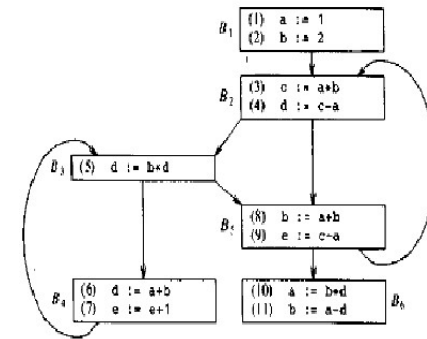 B1
(1) a := 1
(2) b := 2
B2
(3) c := a+b
(4) d := c-a
B3
(5) d := b*d
B5
(8) b := a+b
(9) e := c-a
B4
(6) d := a+b
(7) e := e+1
(10) a := b*d
(11) b := a-d
B6